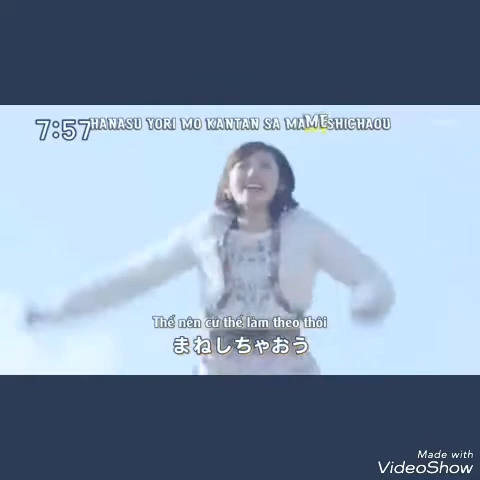 7:57
HANASU YORI MO KANTAN SA MAMESHICHAOU
Thế nên cứ thế làm theo thôi
まねしちゃおう
Made with
VideoShow